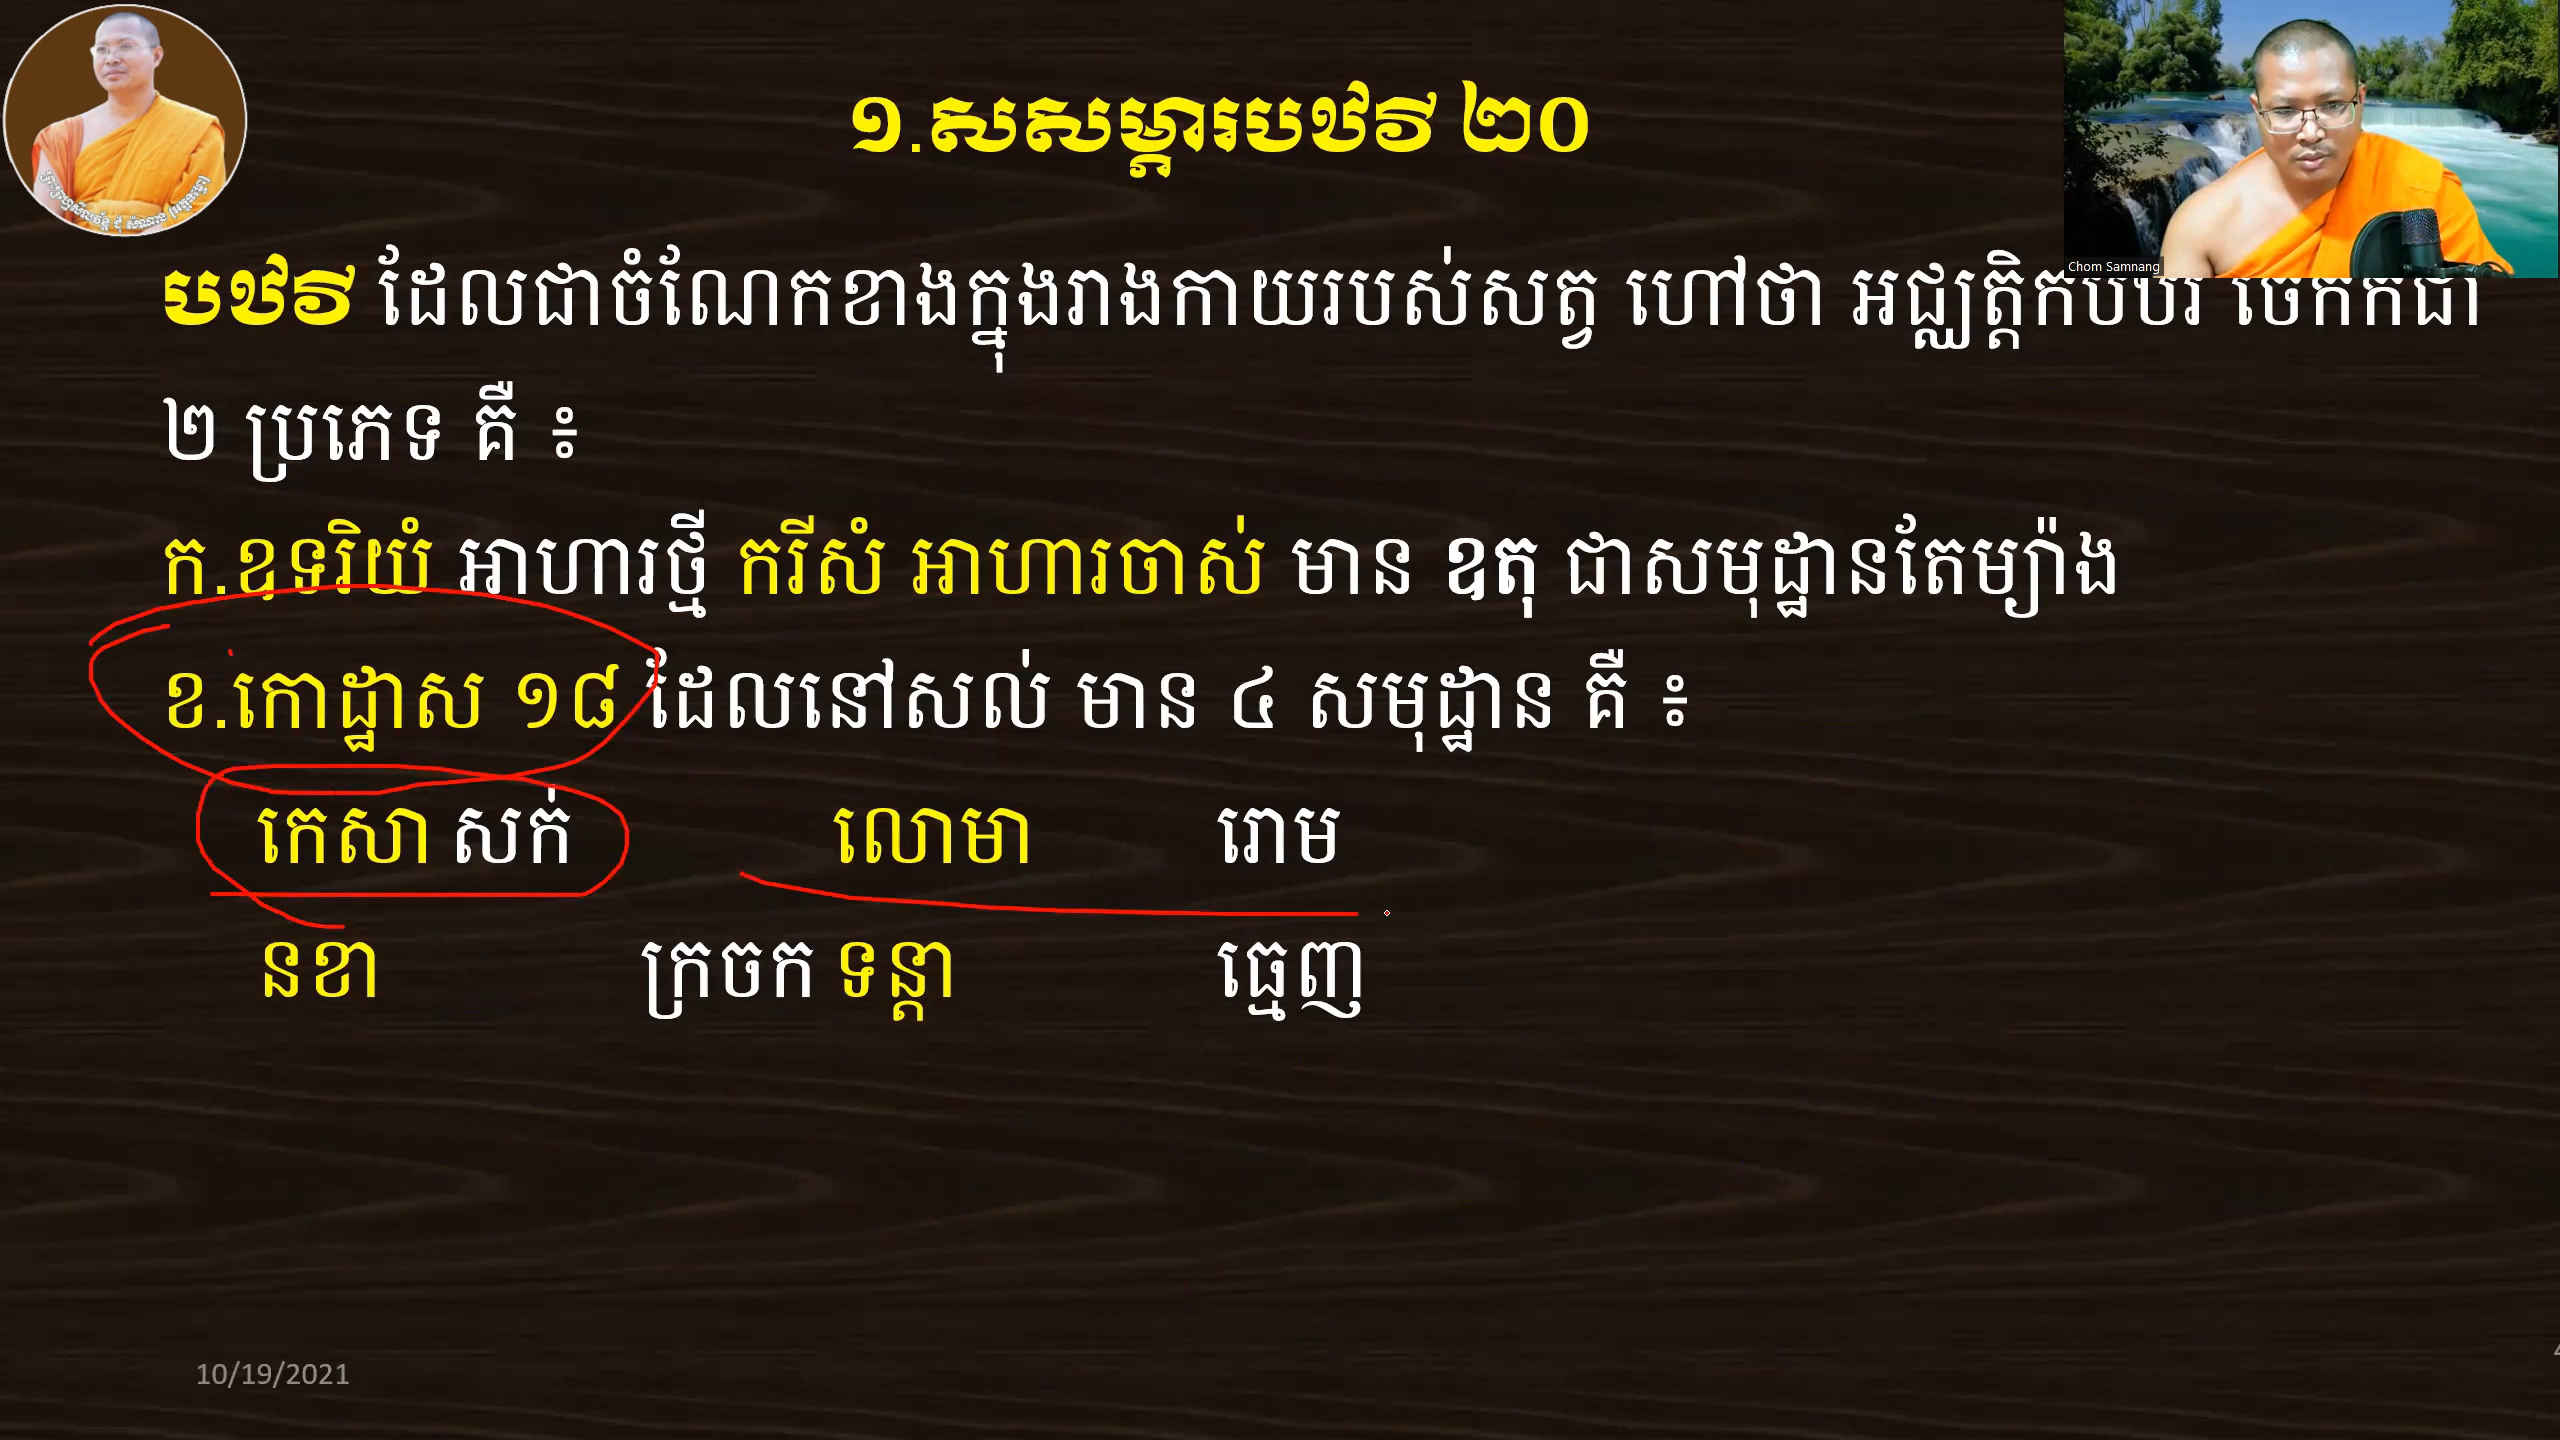 ១.សសម្ភារបឋវី ២០
Chom Samnang
បឋវី ដែលជាចំណែកខាងក្នុងរាងកាយរបស់សត្វ ហៅថា អជ្ឈត្តិកបឋវី ចែកកជា
២ ប្រភេទ គឺ ៖
ក.ឧទរិយំ អាហារថ្មី ករីសំ អាហារចាស់ មាន ឧតុ ជាសមុដ្ឋានតែម្យ៉ាង
ខ.កោដ្ឋាស ១៨ ដែលនៅសល់ មាន ៤ សមុដ្ឋាន គឺ ៖
កេសា សក់ លោមា រោម
នខា ក្រចក ទន្តា ធ្មេញ
10/19/2021